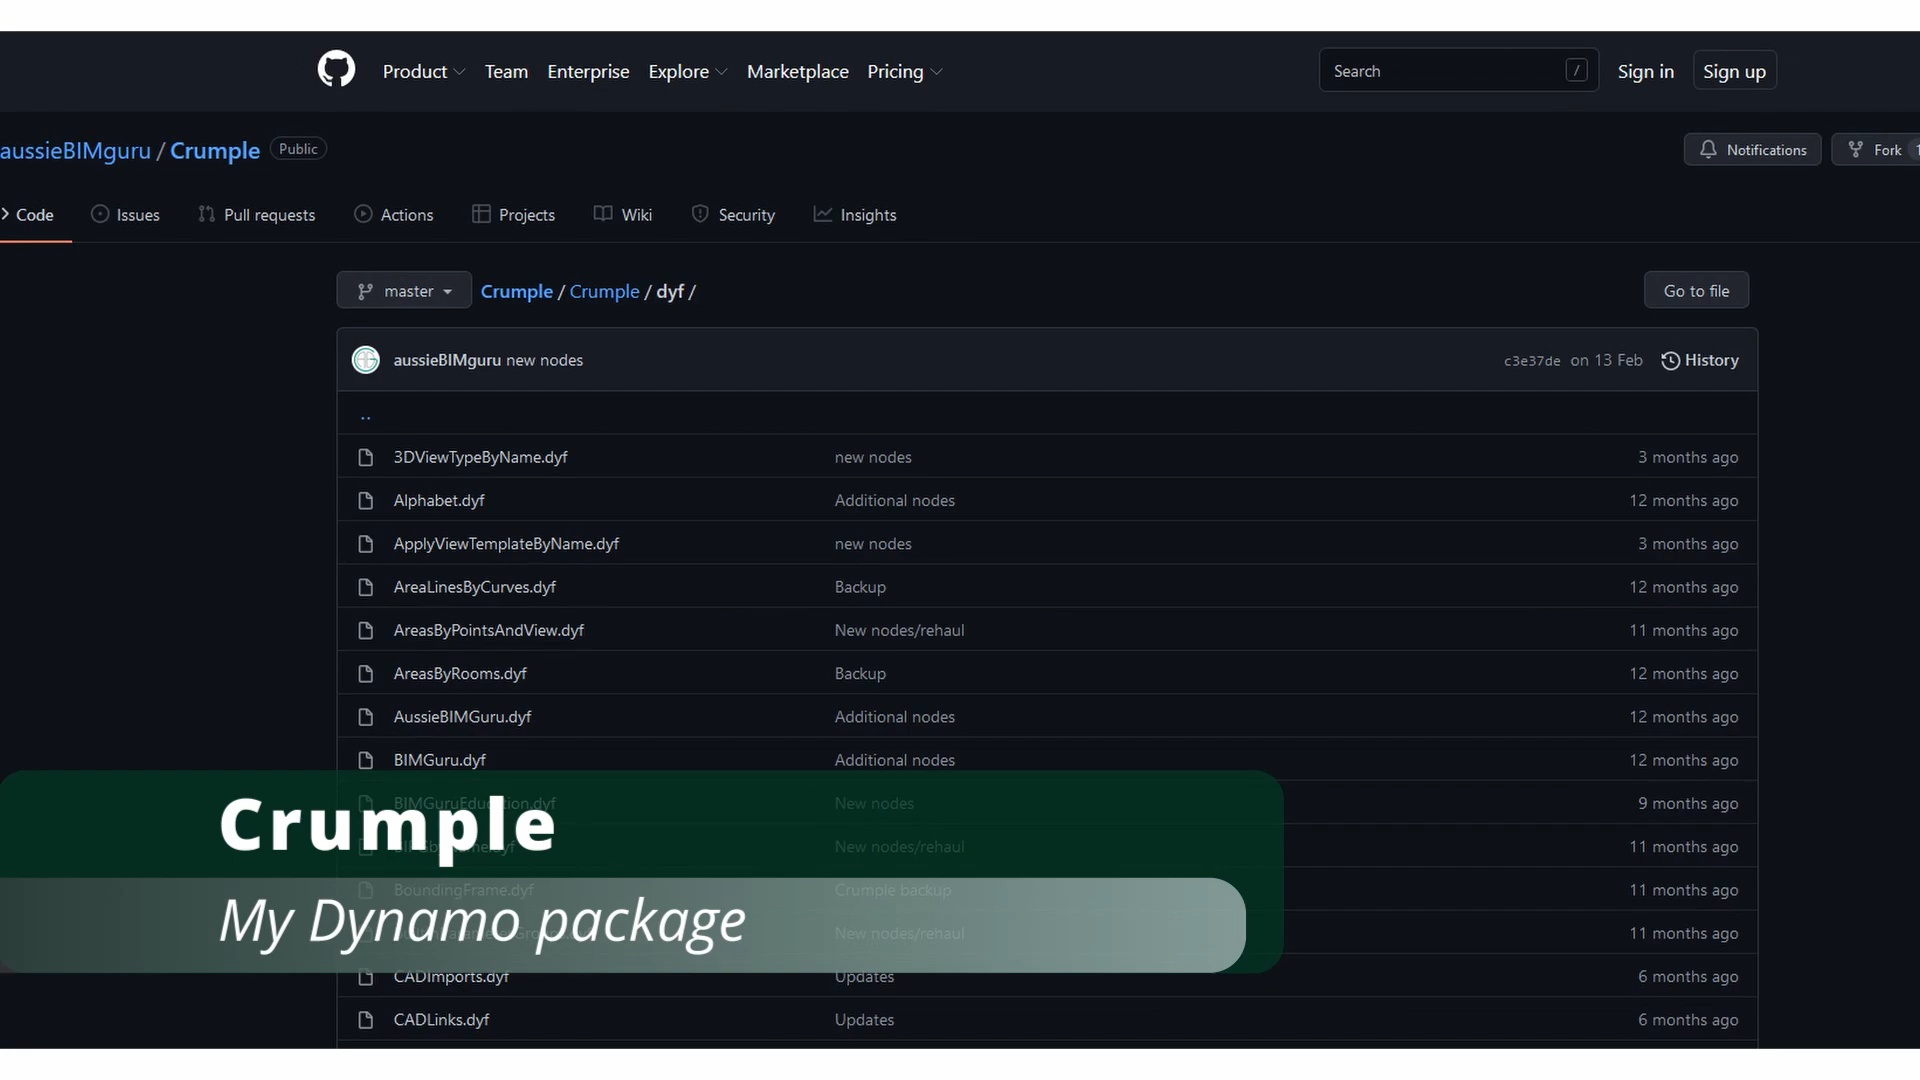 Product Team Enterprise Explore Marketplace Pricing Search / Sign in Sign up
aussieBIMguru / Crumple Public Notifications Fork
Code Issues Pull requests Actions Projects Wiki Security Insights
master Crumple / Crumple / dyf / Go to file
aussieBIMguru new nodes c3e37de on 13 Feb History
..
3DViewTypeByName.dyf new nodes 3 months ago
Alphabet.dyf Additional nodes 12 months ago
ApplyViewTemplateByName.dyf new nodes 3 months ago
AreaLinesByCurves.dyf Backup 12 months ago
AreasByPointsAndView.dyf New nodes/rehaul 11 months ago
AreasByRooms.dyf Backup 12 months ago
AussieBIMGuru.dyf Additional nodes 12 months ago
BIMGuru.dyf Additional nodes 12 months ago
BIMGuruEducation.dyf New nodes 9 months ago
Crumple
New nodes/rehaul 11 months ago
BoundingFrame.dyf Crumple backup 11 months ago
My Dynamo package
New nodes/rehaul 11 months ago
CADImports.dyf Updates 6 months ago
CADLinks.dyf Updates 6 months ago